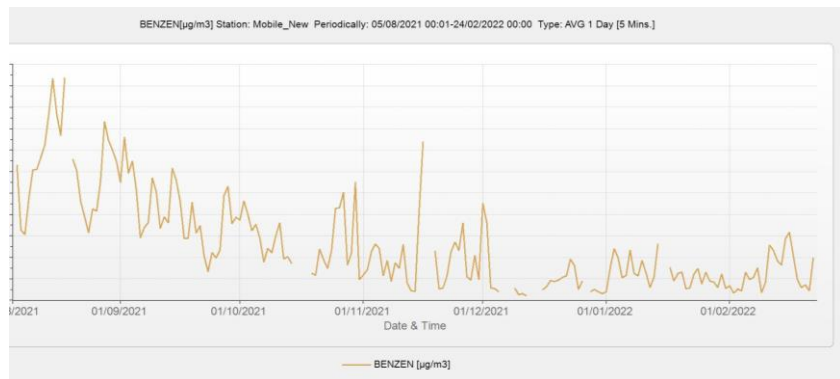 BENZEN[µg/m3] Station: Mobile_New Periodically: 05/08/2021 00:01-24/02/2022 00:00 Type: AVG 1 Day [5 Mins.]
/2021 01/09/2021 01/10/2021 01/11/2021 01/12/2021 01/01/2022 01/02/2022
Date & Time
BENZEN [µg/m3]